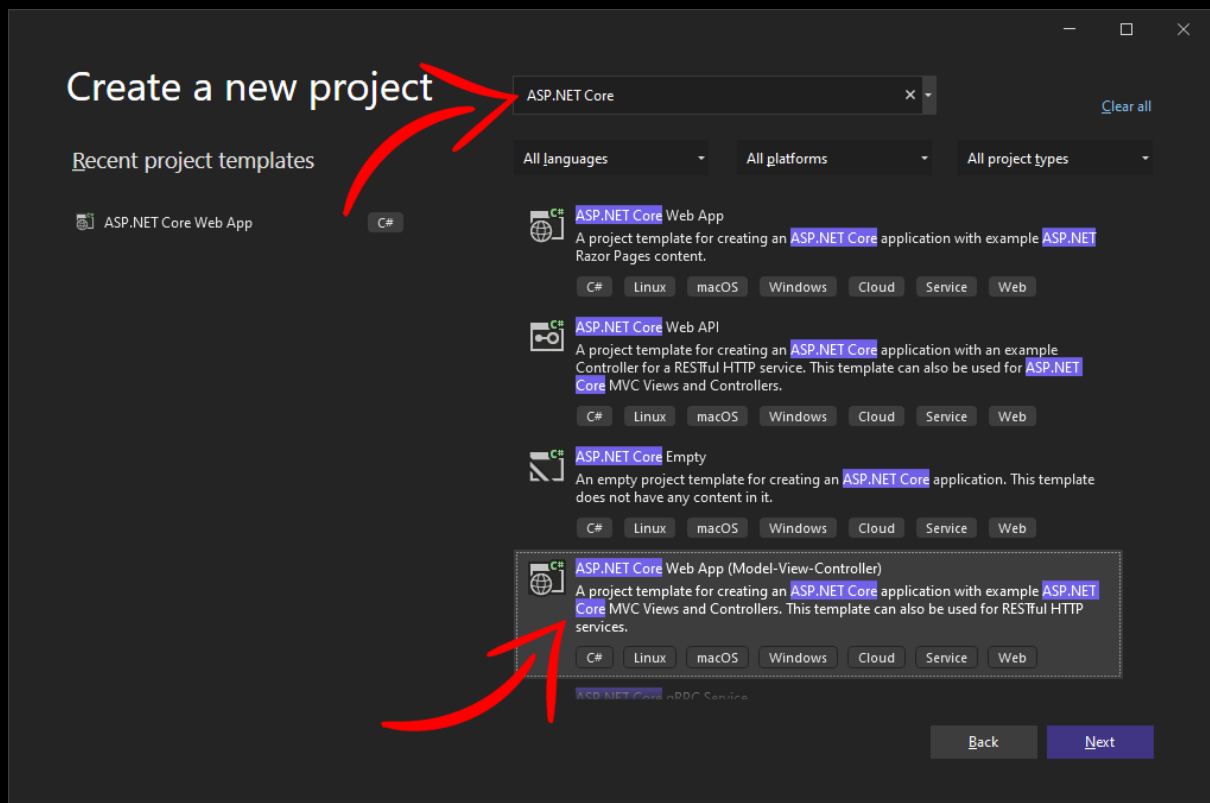 Create a new project
ASP.NET Core
Clear all
Recent project templates
All languages
All platforms
All project types
ASP.NET Core Web App
C#
ASP.NET Core Web App
A project template for creating an ASP.NET Core application with example ASP.NET
Razor Pages content.
C# Linux macOS Windows Cloud Service Web
ASP.NET Core Web API
A project template for creating an ASP.NET Core application with an example
Controller for a RESTful HTTP service. This template can also be used for ASP.NET
Core MVC Views and Controllers.
C# Linux macOS Windows Cloud Service Web
ASP.NET Core Empty
An empty project template for creating an ASP.NET Core application. This template
does not have any content in it.
C# Linux macOS Windows Cloud Service Web
ASP.NET Core Web App (Model-View-Controller)
A project template for creating an ASP.NET Core application with example ASP.NET
Core MVC Views and Controllers. This template can also be used for RESTful HTTP
services.
C# Linux macOS Windows Cloud Service Web
ASP.NET Core gRPC Service
Back
Next